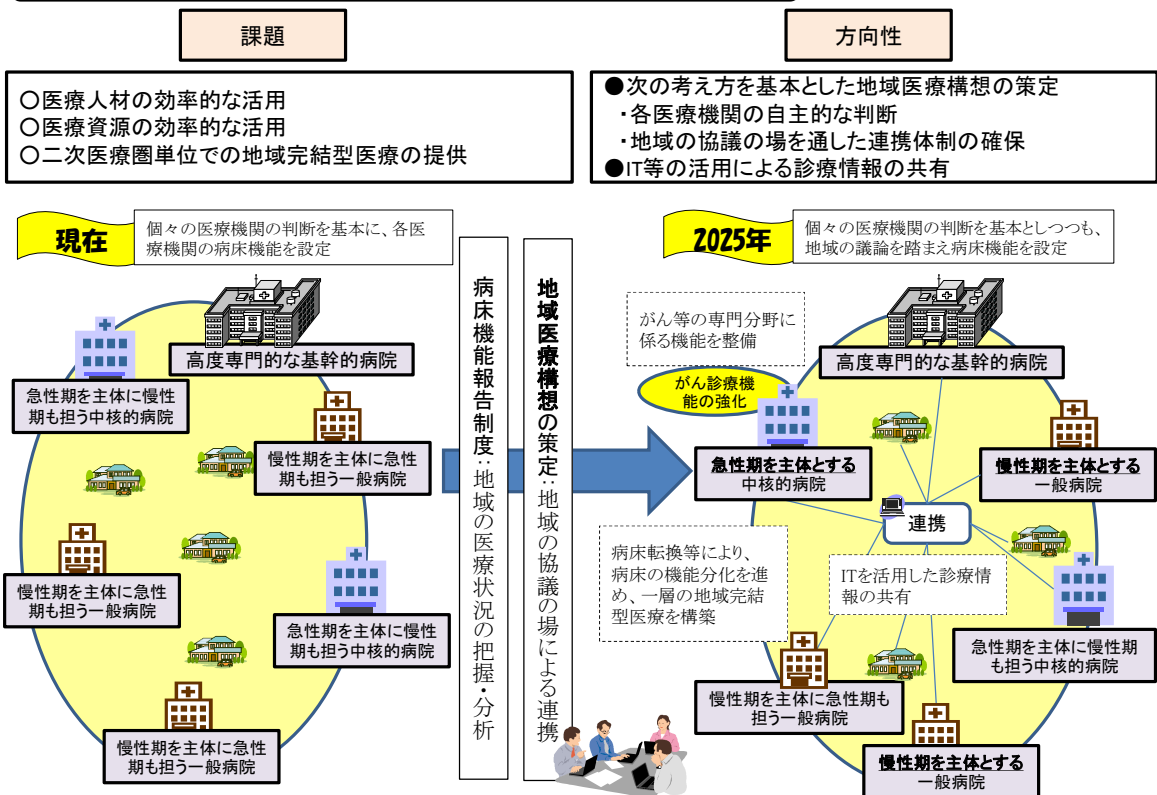 課題
方向性
○医療人材の効率的な活用
○医療資源の効率的な活用
○二次医療圏単位での地域完結型医療の提供
●次の考え方を基本とした地域医療構想の策定
・各医療機関の自主的な判断
・地域の協議の場を通した連携体制の確保
●IT等の活用による診療情報の共有
現在
個々の医療機関の判断を基本に、各医
療機関の病床機能を設定
高度専門的な基幹的病院
急性期を主体に慢性
期も担う中核的病院
慢性期を主体に急性
期も担う一般病院
慢性期を主体に急性
期も担う一般病院
急性期を主体に慢性
期も担う中核的病院
慢性期を主体に急性
期も担う一般病院
病床機能報告制度：地域の医療状況の把握・分析
地域医療構想の策定：地域の協議の場による連携
2025年
個々の医療機関の判断を基本としつつも、
地域の議論を踏まえ病床機能を設定
がん等の専門分野に
係る機能を整備
高度専門的な基幹的病院
がん診療機
能の強化
急性期を主体とする
中核的病院
慢性期を主体とする
一般病院
連携
病床転換等により、
病床の機能分化を進
め、一層の地域完結
型医療を構築
ITを活用した診療情
報の共有
急性期を主体に慢性期
も担う中核的病院
慢性期を主体に急性期も
担う一般病院
慢性期を主体とする
一般病院